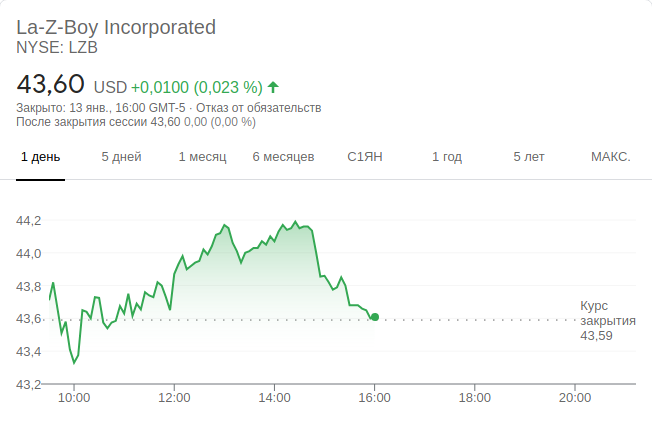 La-Z-Boy Incorporated
NYSE: LZB
43,60 USD +0,0100 (0,023 %)
Закрыто: 13 янв., 16:00 GMT-5 · Отказ от обязательств
После закрытия сессии 43,60 0,00 (0,00 %)
1 день 5 дней 1 месяц 6 месяцев С1ЯН 1 год 5 лет МАКС.
44,2
44,0
43,8
43,6
43,4
43,2
Курс
закрытия
43,59
10:00 12:00 14:00 16:00 18:00 20:00